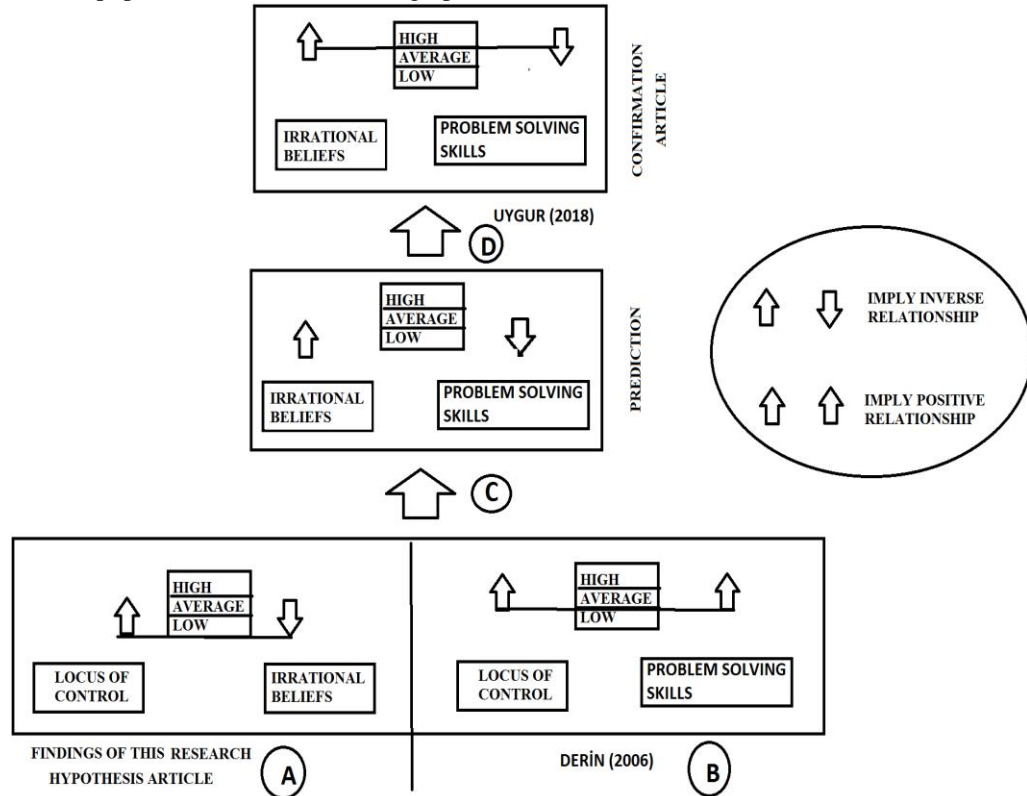 HIGH
AVERAGE
LOW
IRRATIONAL
BELIEFS
PROBLEM SOLVING
SKILLS
CONFIRMATION
ARTICLE
UYGUR (2018)
D
HIGH
AVERAGE
LOW
IRRATIONAL
BELIEFS
PROBLEM SOLVING
SKILLS
PREDICTION
IMPLY INVERSE
RELATIONSHIP
IMPLY POSITIVE
RELATIONSHIP
C
HIGH
AVERAGE
LOW
LOCUS OF
CONTROL
IRRATIONAL
BELIEFS
HIGH
AVERAGE
LOW
LOCUS OF
CONTROL
PROBLEM SOLVING
SKILLS
FINDINGS OF THIS RESEARCH
HYPOTHESIS ARTICLE
A
DERİN (2006)
B